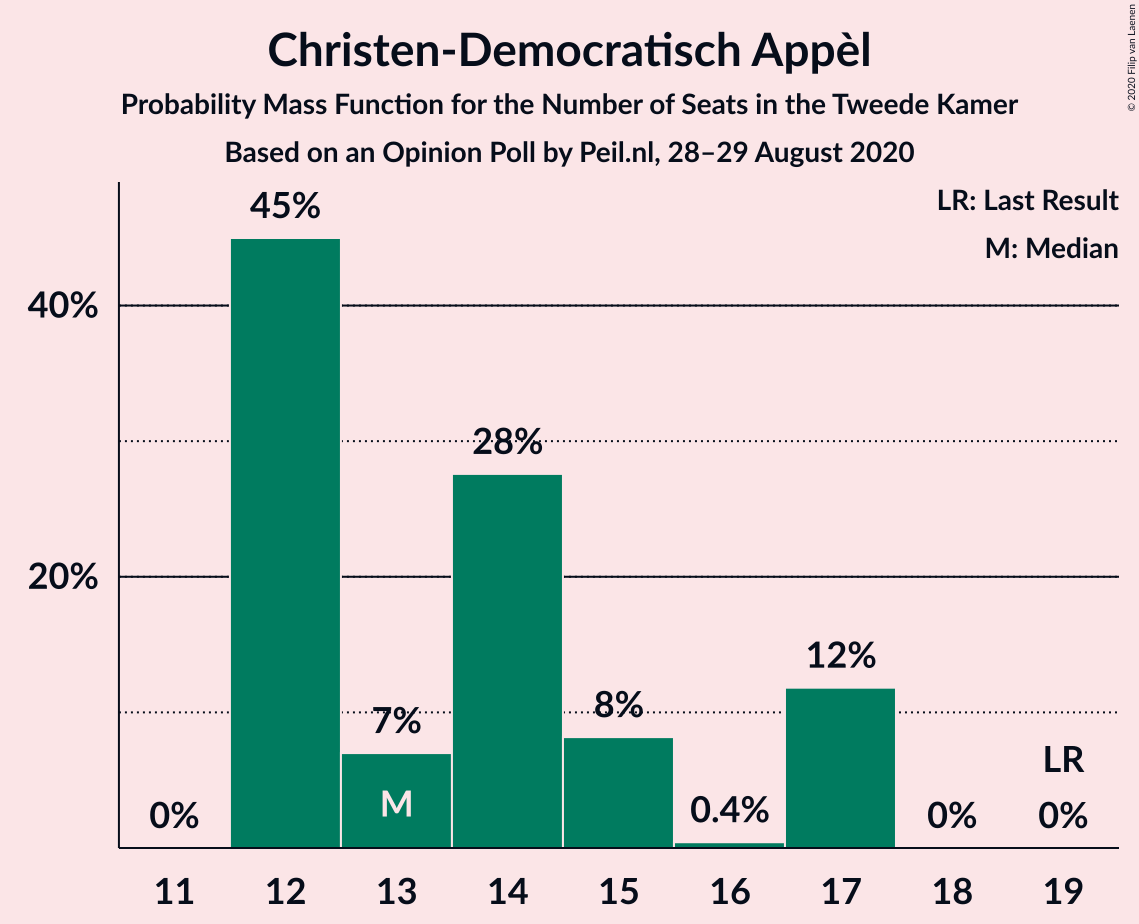 Christen-Democratisch Appèl
Probability Mass Function for the Number of Seats in the Tweede Kamer
Based on an Opinion Poll by Peil.nl, 28–29 August 2020
© 2020 Filip van Laenen
LR: Last Result
M: Median
45%
40%
28%
20%
12%
8%
7%
LR
M
0%
0.4%
0%
0%
11 12 13 14 15 16 17 18 19